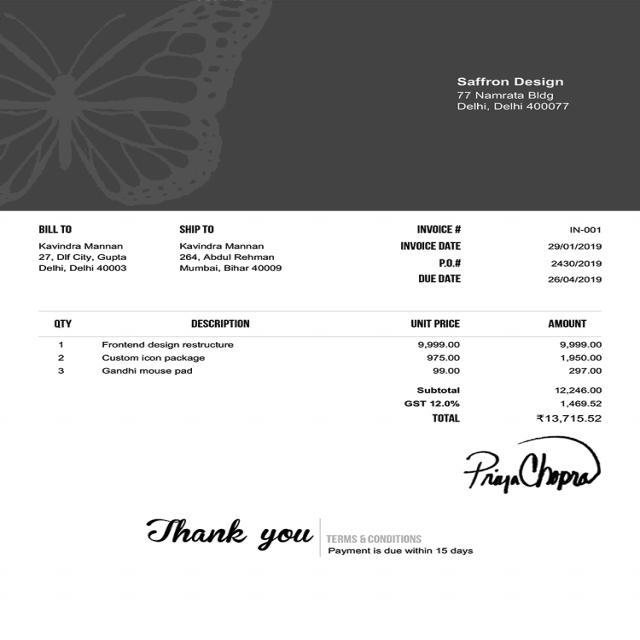 Saffron Design
77 Namrata Bldg
Delhi, Delhi 400077
BILL TO
Kavindra Mannan
27, Dlf City, Gupta
Delhi, Delhi 40003
SHIP TO
Kavindra Mannan
264, Abdul Rehman
Mumbai, Bihar 40009
INVOICE # IN-001
INVOICE DATE 29/01/2019
P.O.# 2430/2019
DUE DATE 26/04/2019
QTY DESCRIPTION UNIT PRICE AMOUNT
1 Frontend design restructure 9,999.00 9,999.00
2 Custom icon package 975.00 1,950.00
3 Gandhi mouse pad 99.00 297.00
Subtotal 12,246.00
GST 12.0% 1,469.52
TOTAL ₹13,715.52
Priya Chopra
Thank you
TERMS & CONDITIONS
Payment is due within 15 days